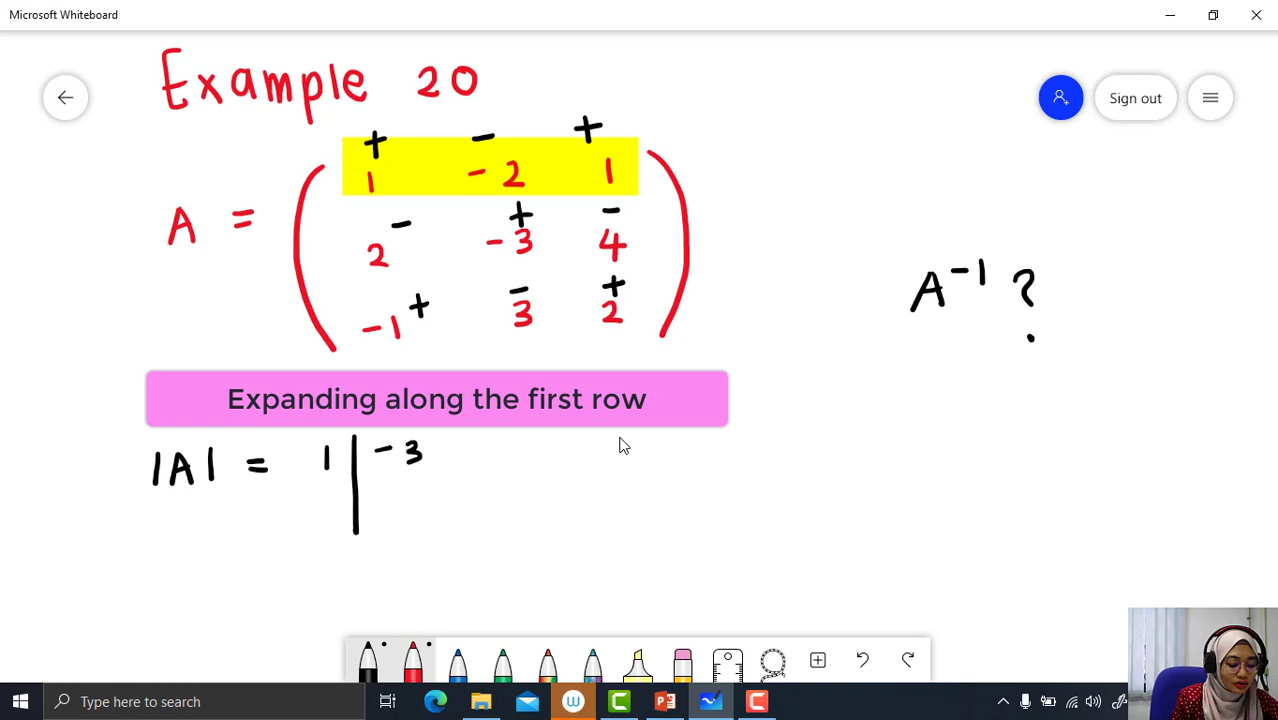 Microsoft Whiteboard
Example 20
Sign out
+ - +
1 -2 1
- + -
A = 2 -3 4
+ - +
-1 3 2
A⁻¹ ?
Expanding along the first row
|A| = 1 | -3
Type here to search